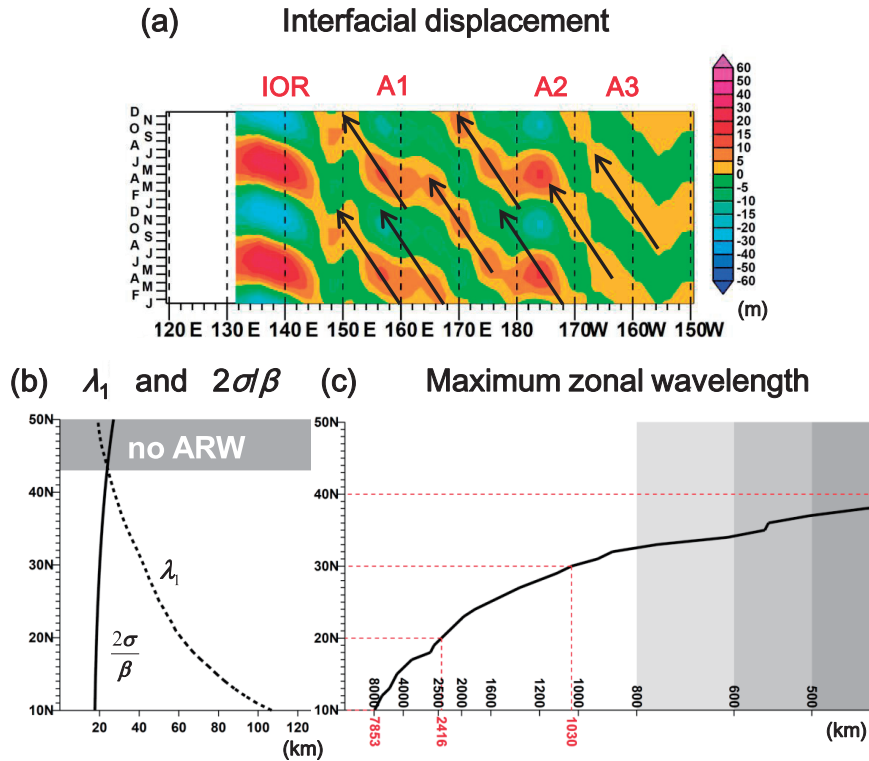 (a) Interfacial displacement
IOR A1 A2 A3
60
50
40
30
20
15
10
5
0
-5
-10
-15
-20
-30
-40
-50
-60
(m)
D
N
O
S
A
J
J
M
M
A
F
D
N
O
S
A
J
J
M
M
A
F
J
120 E 130 E 140 E 150 E 160 E 170 E 180 170W 160W 150W
(b) λ1 and 2σ/β
50N
40N
30N
20N
10N
no ARW
λ1
2σ
β
20 40 60 80 100 120
(km)
(c) Maximum zonal wavelength
50N
40N
30N
20N
10N
8000 4000 2500 2000 1600 1200 1000 800 600 500
7853 2416 1030
(km)